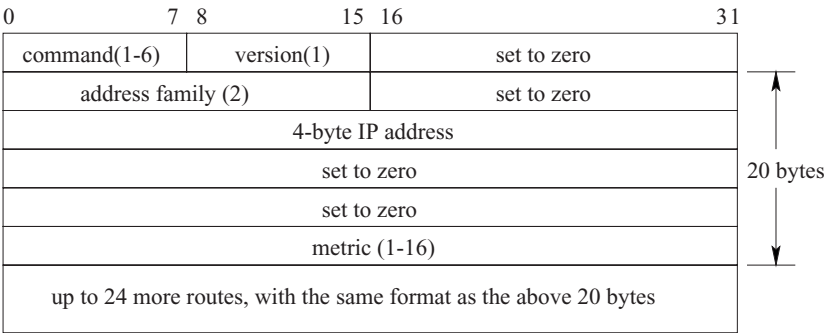 0 7 8 15 16 31
command(1-6) version(1) set to zero
address family (2) set to zero
4-byte IP address
set to zero
20 bytes
set to zero
metric (1-16)
up to 24 more routes, with the same format as the above 20 bytes